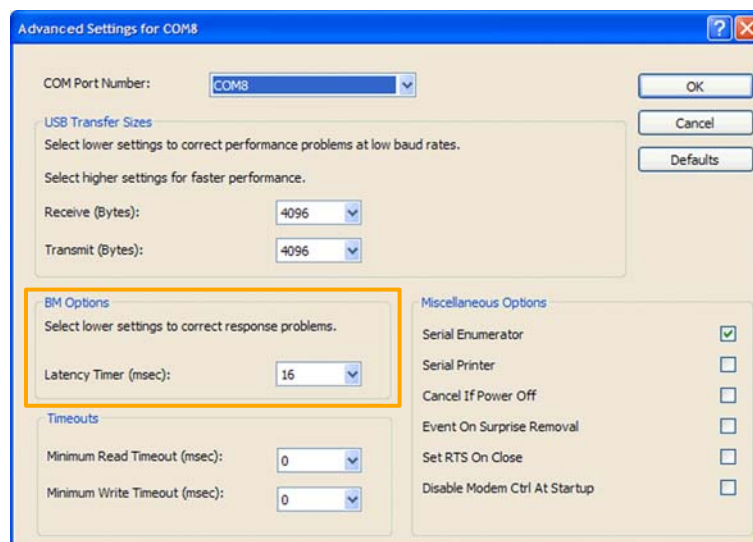 Advanced Settings for COM8
COM Port Number: COM8
OK
USB Transfer Sizes
Cancel
Select lower settings to correct performance problems at low baud rates.
Defaults
Select higher settings for faster performance.
Receive (Bytes): 4096
Transmit (Bytes): 4096
BM Options
Select lower settings to correct response problems.
Latency Timer (msec): 16
Timeouts
Minimum Read Timeout (msec): 0
Minimum Write Timeout (msec): 0
Miscellaneous Options
Serial Enumerator
Serial Printer
Cancel If Power Off
Event On Surprise Removal
Set RTS On Close
Disable Modem Ctrl At Startup